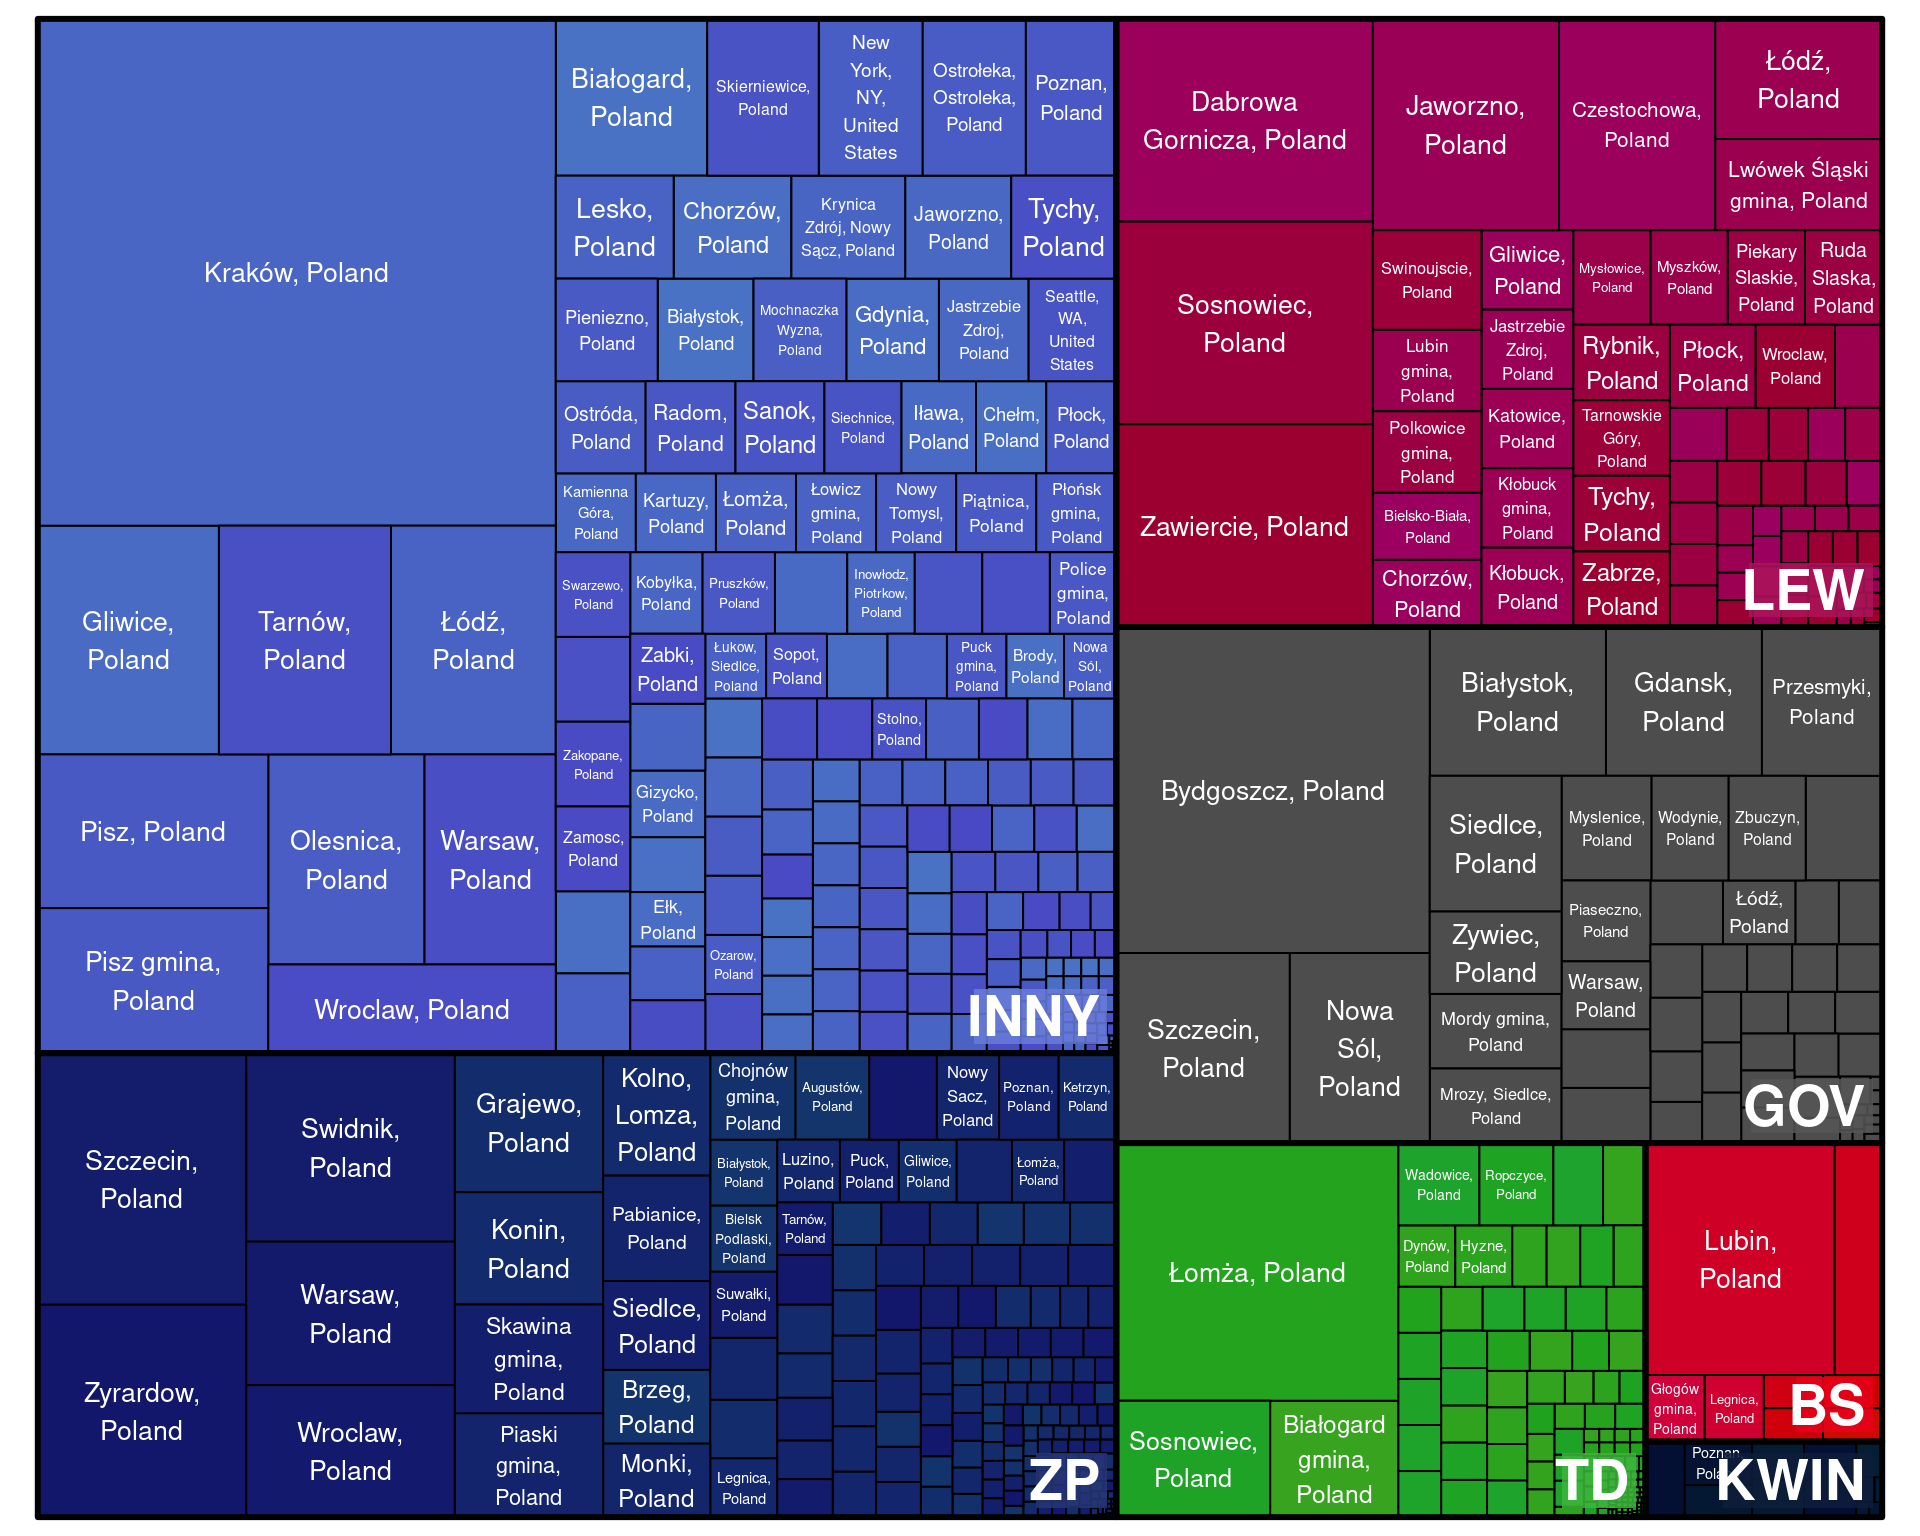 Kraków, Poland
Gliwice,
Poland
Tarnów,
Poland
Łódź,
Poland
Pisz, Poland
Pisz gmina,
Poland
Olesnica,
Poland
Warsaw,
Poland
Wroclaw, Poland
Białogard,
Poland
Skierniewice,
Poland
New
York,
NY,
United
States
Ostrołeka,
Ostroleka,
Poland
Poznan,
Poland
Lesko,
Poland
Chorzów,
Poland
Krynica
Zdrój, Nowy
Sącz, Poland
Jaworzno,
Poland
Tychy,
Poland
Pieniezno,
Poland
Białystok,
Poland
Mochnaczka
Wyzna,
Poland
Gdynia,
Poland
Jastrzebie
Zdroj,
Poland
Seattle,
WA,
United
States
Ostróda,
Poland
Radom,
Poland
Sanok,
Poland
Siechnice,
Poland
Iława,
Poland
Chełm,
Poland
Płock,
Poland
Kamienna
Góra,
Poland
Kartuzy,
Poland
Łomża,
Poland
Łowicz
gmina,
Poland
Nowy
Tomysl,
Poland
Piątnica,
Poland
Płońsk
gmina,
Poland
Swarzewo,
Poland
Kobyłka,
Poland
Pruszków,
Poland
Inowłodz,
Piotrkow,
Poland
Police
gmina,
Poland
Zabki,
Poland
Łukow,
Siedlce,
Poland
Sopot,
Poland
Puck
gmina,
Poland
Brody,
Poland
Nowa
Sól,
Poland
Stolno,
Poland
Zakopane,
Poland
Gizycko,
Poland
Zamosc,
Poland
Ełk,
Poland
Ozarow,
Poland
INNY
Dabrowa
Gornicza, Poland
Sosnowiec,
Poland
Zawiercie, Poland
Jaworzno,
Poland
Czestochowa,
Poland
Łódź,
Poland
Lwówek Śląski
gmina, Poland
Swinoujscie,
Poland
Gliwice,
Poland
Mysłowice,
Poland
Myszków,
Poland
Piekary
Slaskie,
Poland
Ruda
Slaska,
Poland
Lubin
gmina,
Poland
Jastrzebie
Zdroj,
Poland
Rybnik,
Poland
Płock,
Poland
Wroclaw,
Poland
Polkowice
gmina,
Poland
Katowice,
Poland
Tarnowskie
Góry,
Poland
Kłobuck
gmina,
Poland
Tychy,
Poland
Bielsko-Biała,
Poland
Chorzów,
Poland
Kłobuck,
Poland
Zabrze,
Poland
LEW
Bydgoszcz, Poland
Szczecin,
Poland
Nowa
Sól,
Poland
Białystok,
Poland
Gdansk,
Poland
Przesmyki,
Poland
Siedlce,
Poland
Myslenice,
Poland
Wodynie,
Poland
Zbuczyn,
Poland
Zywiec,
Poland
Piaseczno,
Poland
Łódź,
Poland
Warsaw,
Poland
Mordy gmina,
Poland
Mrozy, Siedlce,
Poland
GOV
Szczecin,
Poland
Zyrardow,
Poland
Swidnik,
Poland
Warsaw,
Poland
Wroclaw,
Poland
Grajewo,
Poland
Konin,
Poland
Skawina
gmina,
Poland
Piaski
gmina,
Poland
Kolno,
Lomza,
Poland
Pabianice,
Poland
Siedlce,
Poland
Brzeg,
Poland
Monki,
Poland
Chojnów
gmina,
Poland
Augustów,
Poland
Nowy
Sacz,
Poland
Poznan,
Poland
Ketrzyn,
Poland
Białystok,
Poland
Luzino,
Poland
Puck,
Poland
Gliwice,
Poland
Łomża,
Poland
Bielsk
Podlaski,
Poland
Tarnów,
Poland
Suwałki,
Poland
Legnica,
Poland
ZP
Łomża, Poland
Sosnowiec,
Poland
Białogard
gmina,
Poland
Wadowice,
Poland
Ropczyce,
Poland
Dynów,
Poland
Hyzne,
Poland
TD
Lubin,
Poland
Głogów
gmina,
Poland
Legnica,
Poland
BS
Poznan,
Poland
KWIN